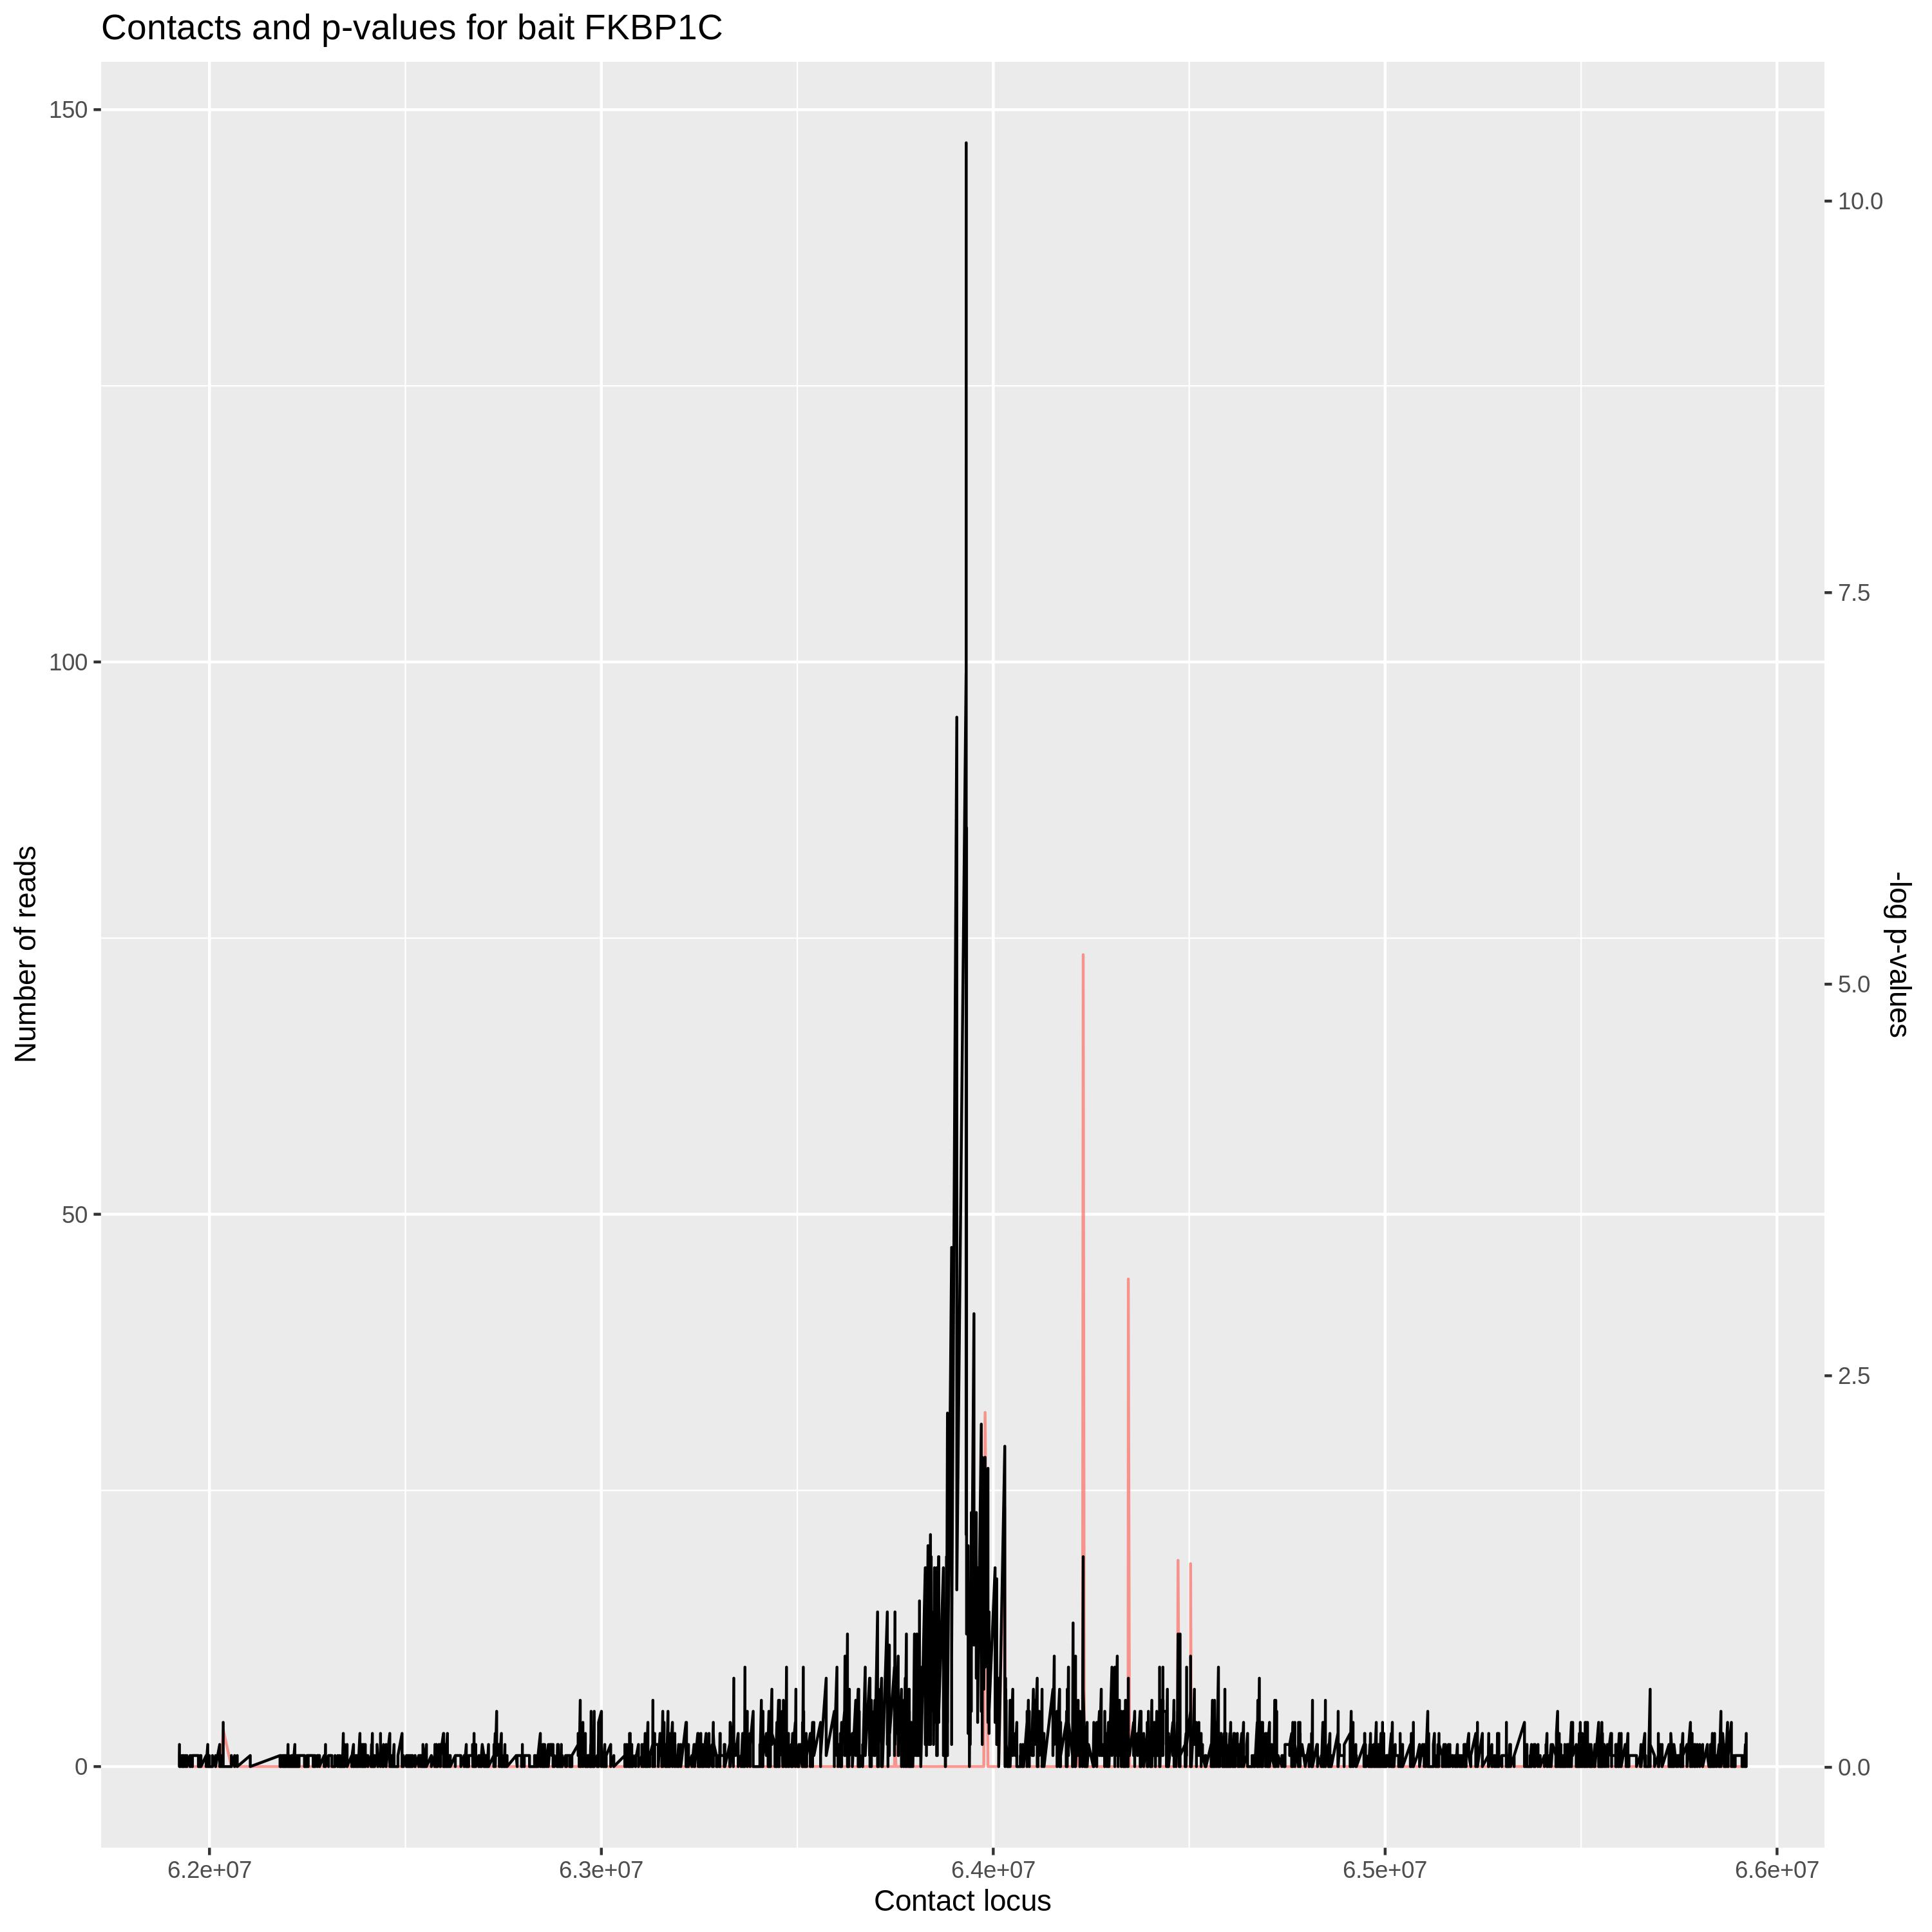 Contacts and p-values for bait FKBP1C
150
100
50
0
Number of reads
10.0
7.5
5.0
2.5
0.0
-log p-values
6.2e+07
6.3e+07
6.4e+07
6.5e+07
6.6e+07
Contact locus